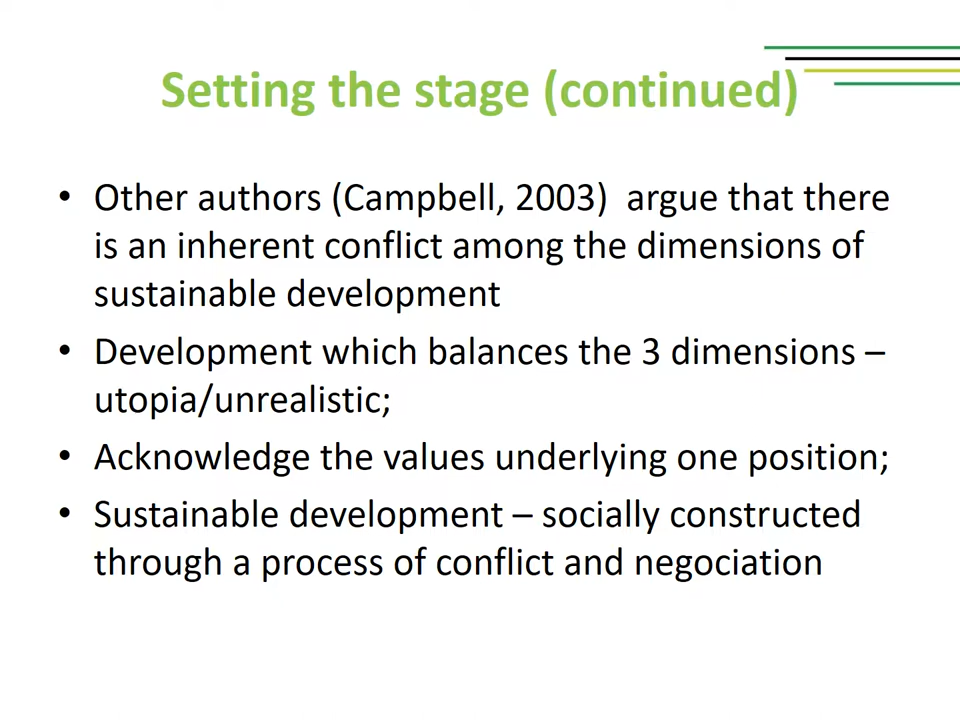 Setting the stage (continued)
• Other authors (Campbell, 2003)  argue that there
is an inherent conflict among the dimensions of
sustainable development
• Development which balances the 3 dimensions –
utopia/unrealistic;
• Acknowledge the values underlying one position;
• Sustainable development – socially constructed
through a process of conflict and negociation